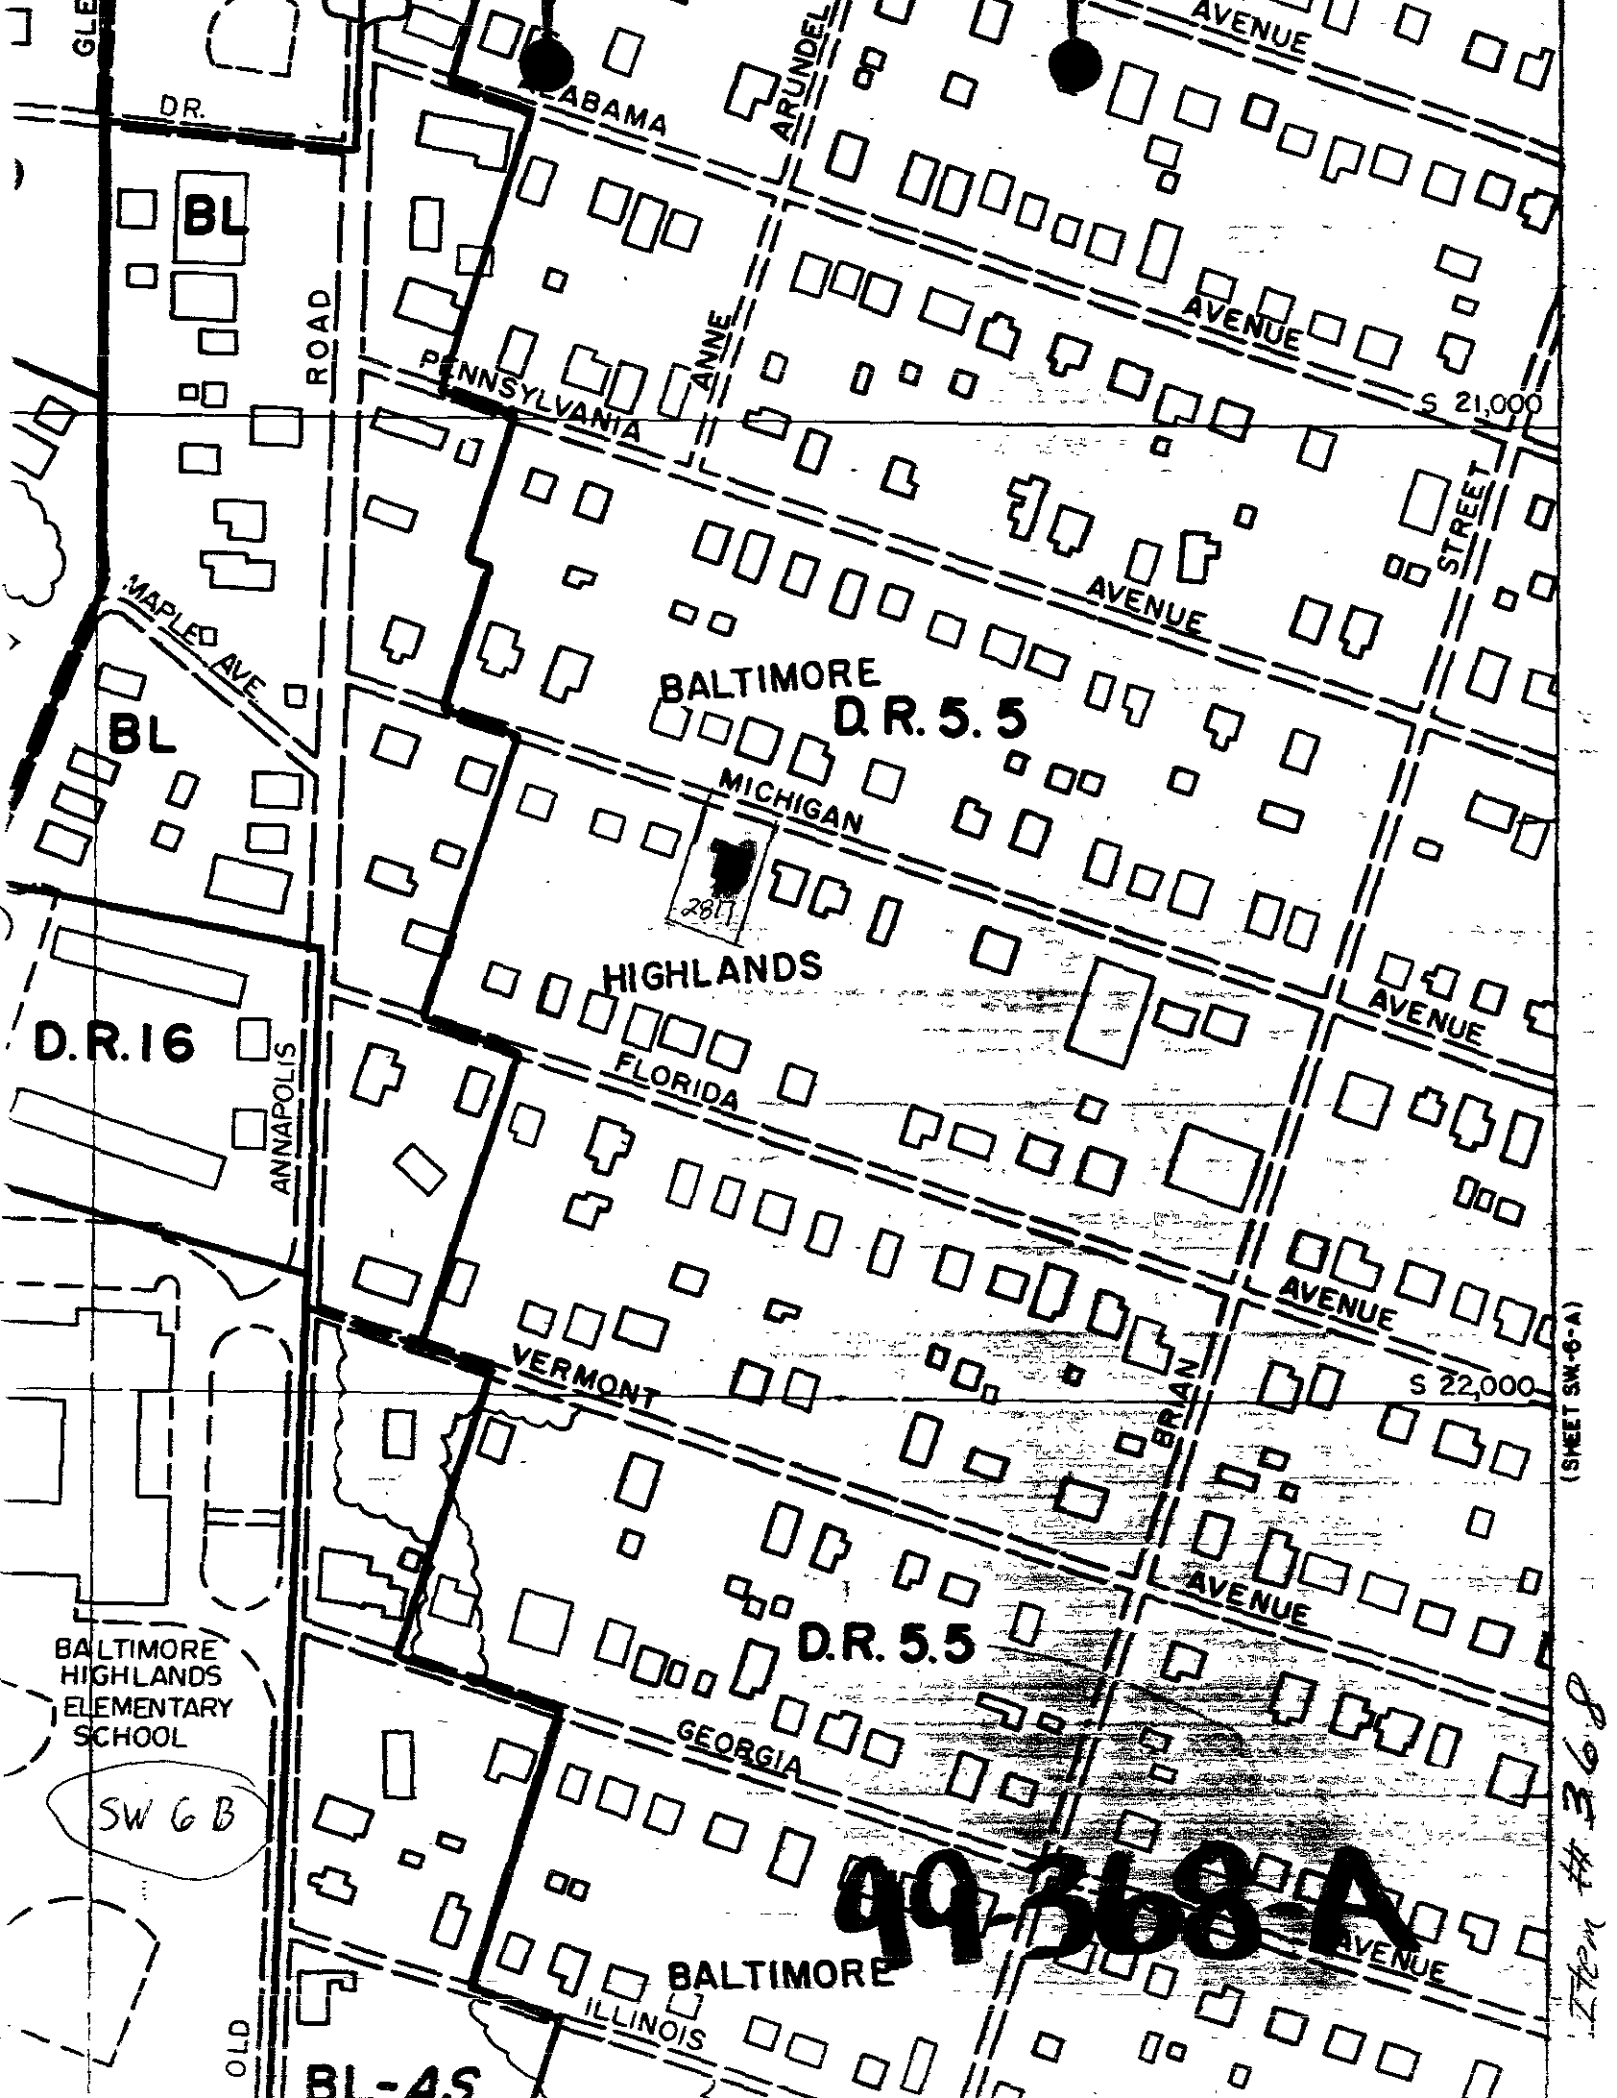 GLE
ARUNDEL
AVENUE
DR.
ALABAMA
BL
ROAD
ANNE
AVENUE
PENNSYLVANIA
S 21,000
STREET
MAPLE AVE.
AVENUE
BALTIMORE
D.R. 5.5
BL
MICHIGAN
2817
HIGHLANDS
AVENUE
D.R. 16
ANNAPOLIS
FLORIDA
AVENUE
VERMONT
BRIAN
S 22,000
(SHEET S.W.-6-A)
AVENUE
D.R. 5.5
BALTIMORE
HIGHLANDS
ELEMENTARY
SCHOOL
GEORGIA
SW 6 B
Item # 368
99-368-A
AVENUE
BALTIMORE
ILLINOIS
OLD
BL-AS